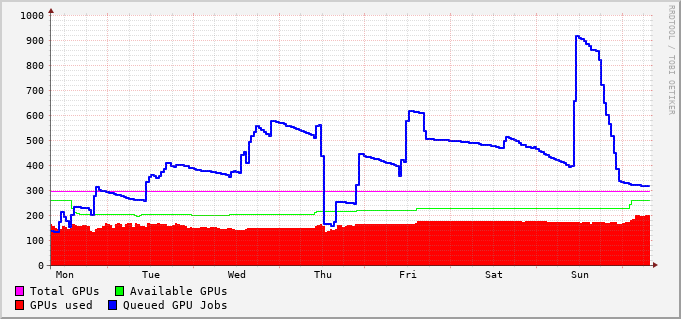 1000
900
800
700
600
500
400
300
200
100
0
Mon Tue Wed Thu Fri Sat Sun
Total GPUs Available GPUs
GPUs used Queued GPU Jobs
RRDTOOL / TOBI OETIKER